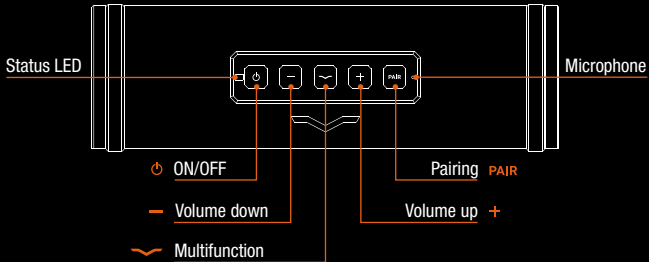 Status LED
Microphone
PAIR
ON/OFF
Pairing PAIR
Volume down
Volume up
Multifunction